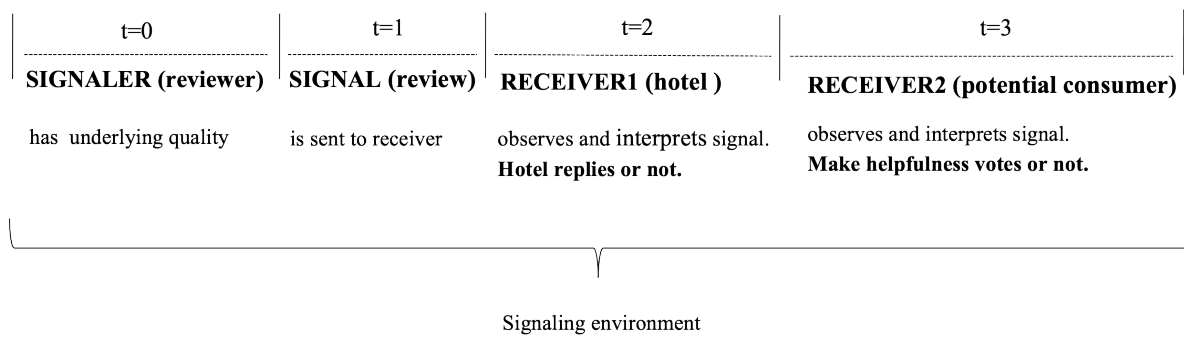 t=0
t=1
t=2
t=3
SIGNALER (reviewer)
SIGNAL (review)
RECEIVER1 (hotel )
RECEIVER2 (potential consumer)
has underlying quality
is sent to receiver
observes and interprets signal.
Hotel replies or not.
observes and interprets signal.
Make helpfulness votes or not.
Signaling environment